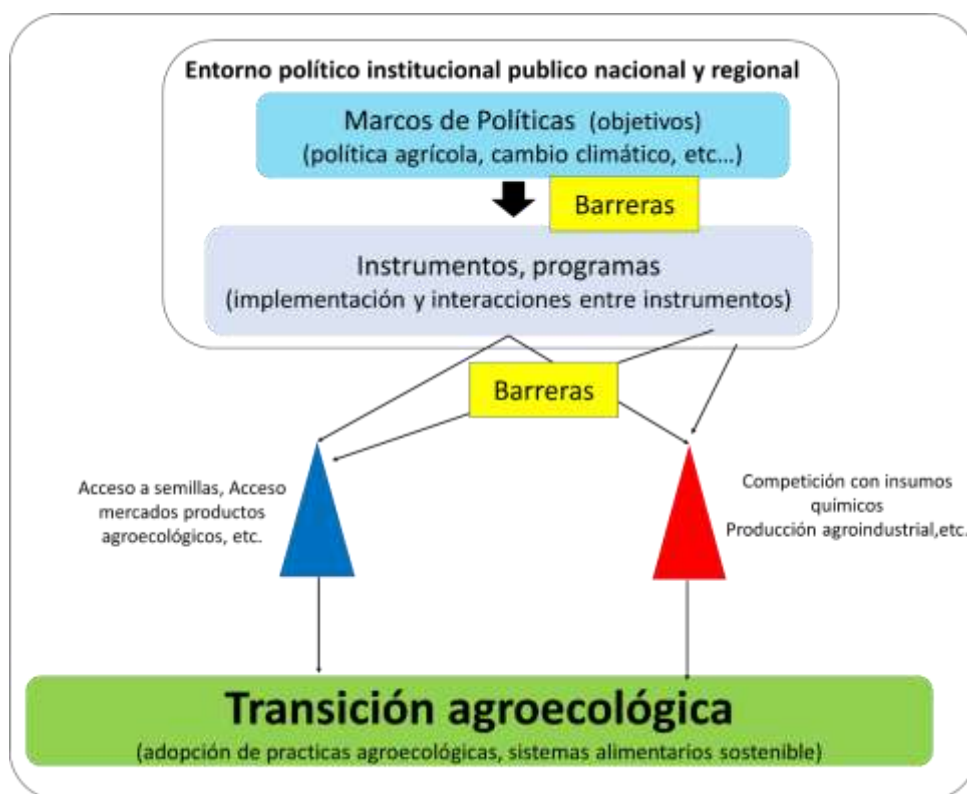 Entorno político institucional publico nacional y regional
Marcos de Políticas (objetivos)
(política agrícola, cambio climático, etc...)
Barreras
Instrumentos, programas
(implementación y interacciones entre instrumentos)
Barreras
Acceso a semillas, Acceso
mercados productos
agroecológicos, etc.
Competición con insumos
químicos
Producción agroindustrial,etc.
Transición agroecológica
(adopción de practicas agroecológicas, sistemas alimentarios sostenible)